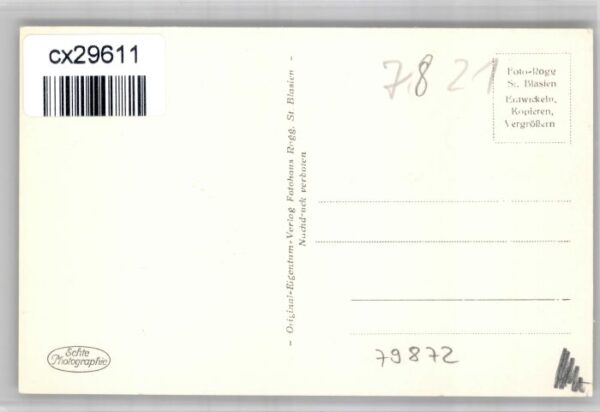 cx29611
7821
Foto-Rogg
St. Blasien
Entwickeln,
Kopieren,
Vergrößern
- Original-Eigentum-Verlag Fotohaus Rogg, St Blasien -
Nachdruck verboten
79872
Echte
Photographie